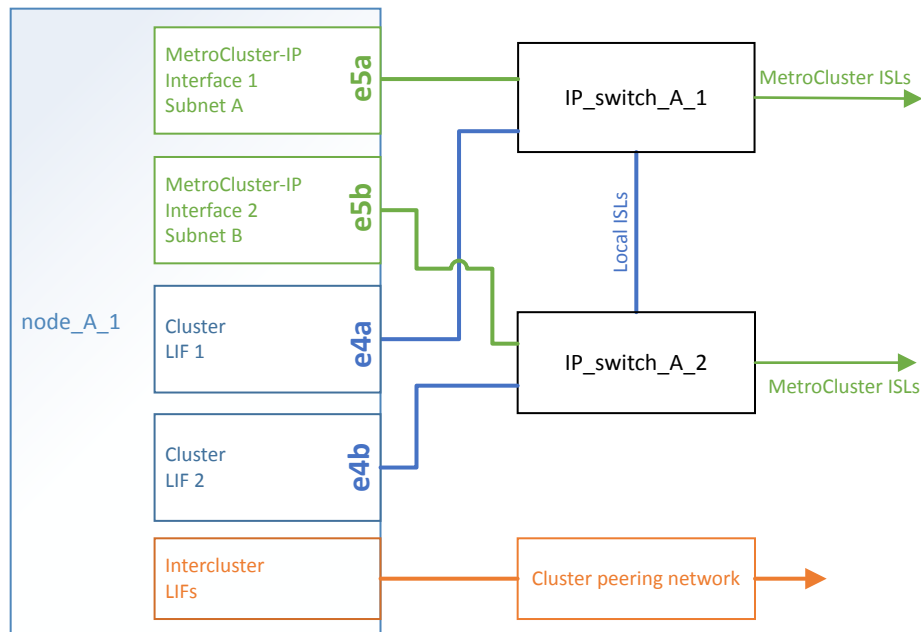 MetroCluster-IP
Interface 1
Subnet A
e5a
IP_switch_A_1
MetroCluster ISLs
MetroCluster-IP
Interface 2
Subnet B
e5b
Local ISLs
node_A_1
Cluster
LIF 1
e4a
IP_switch_A_2
MetroCluster ISLs
Cluster
LIF 2
e4b
Intercluster
LIFs
Cluster peering network